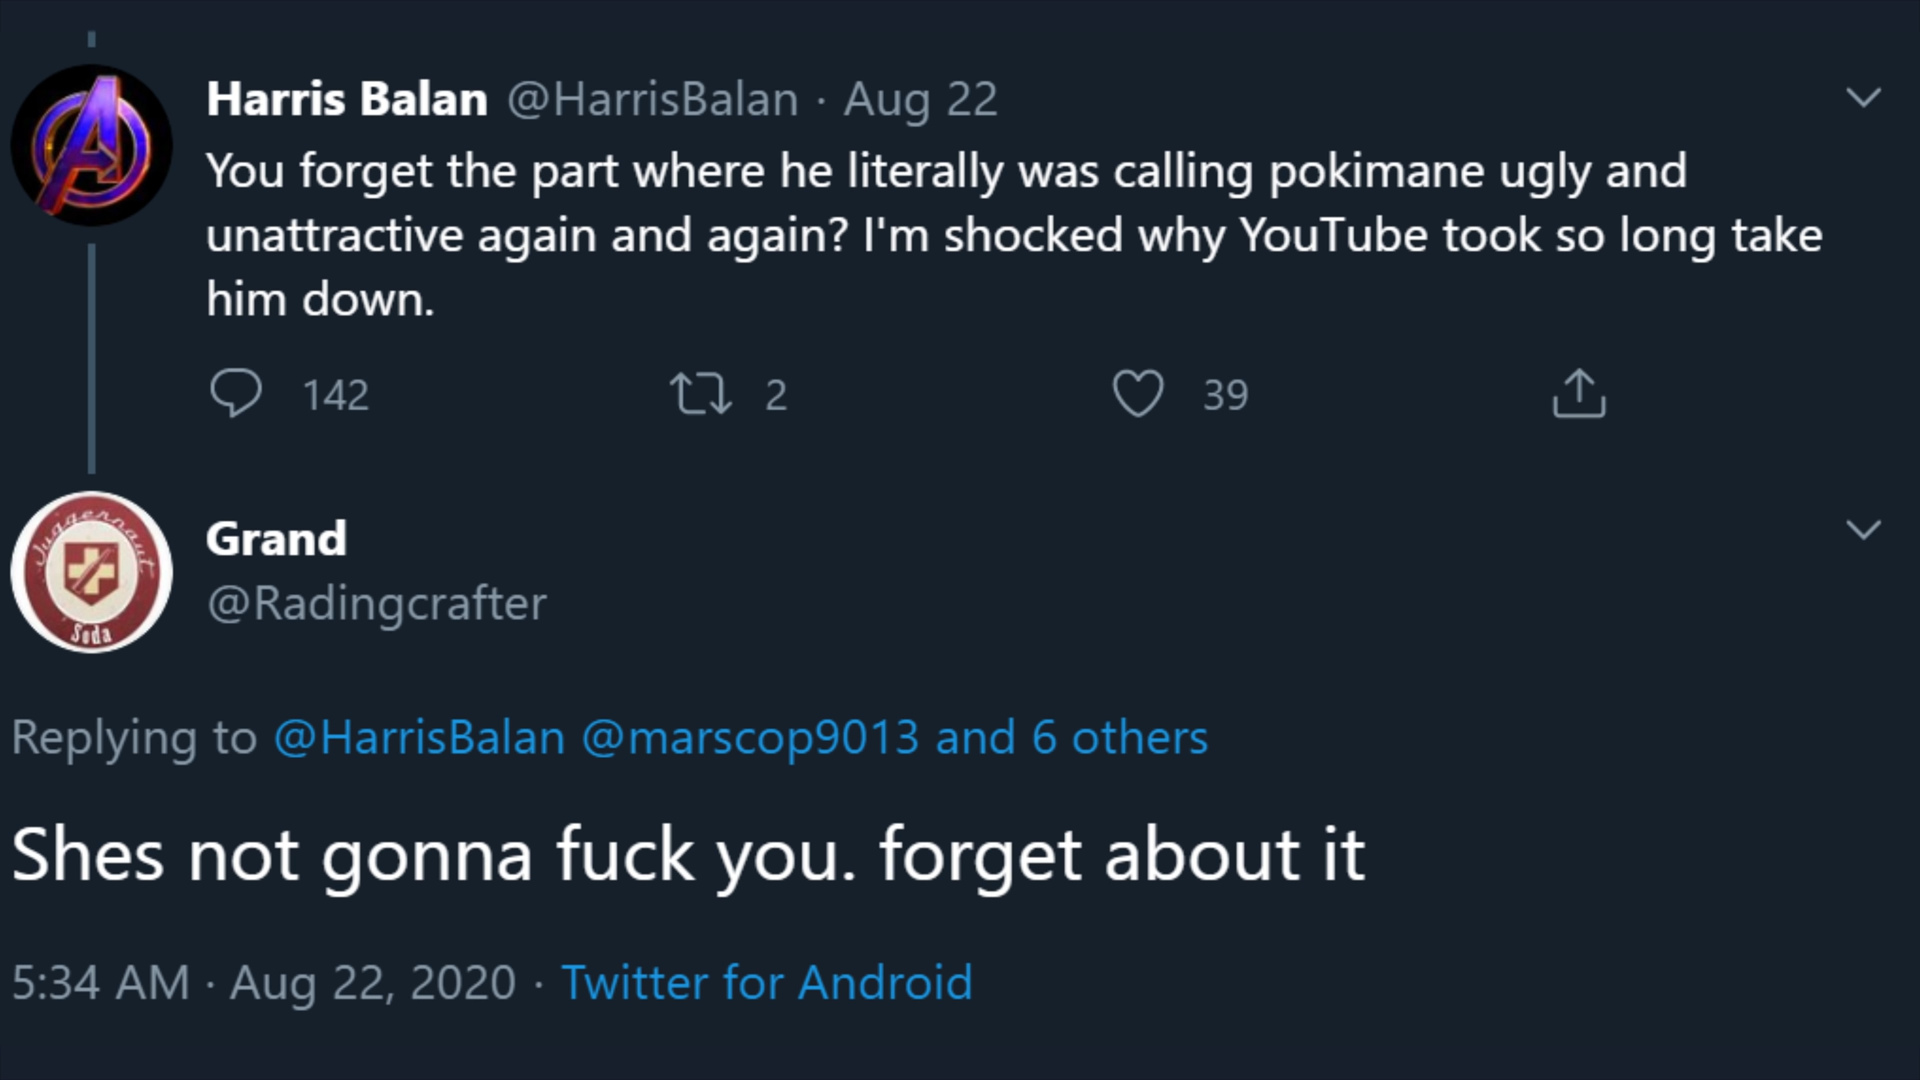 Harris Balan @HarrisBalan · Aug 22
You forget the part where he literally was calling pokimane ugly and
unattractive again and again? I'm shocked why YouTube took so long take
him down.
142 2 39
Juggernaut
Soda
Grand
@Radingcrafter
Replying to @HarrisBalan @marscop9013 and 6 others
Shes not gonna fuck you. forget about it
5:34 AM · Aug 22, 2020 · Twitter for Android